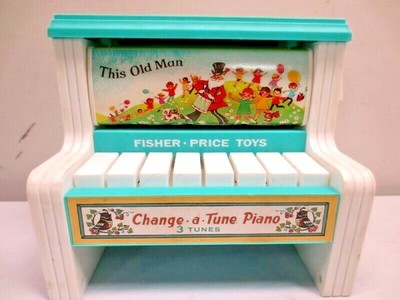 This Old Man
FISHER·PRICE TOYS
Change·a·Tune Piano
3 TUNES